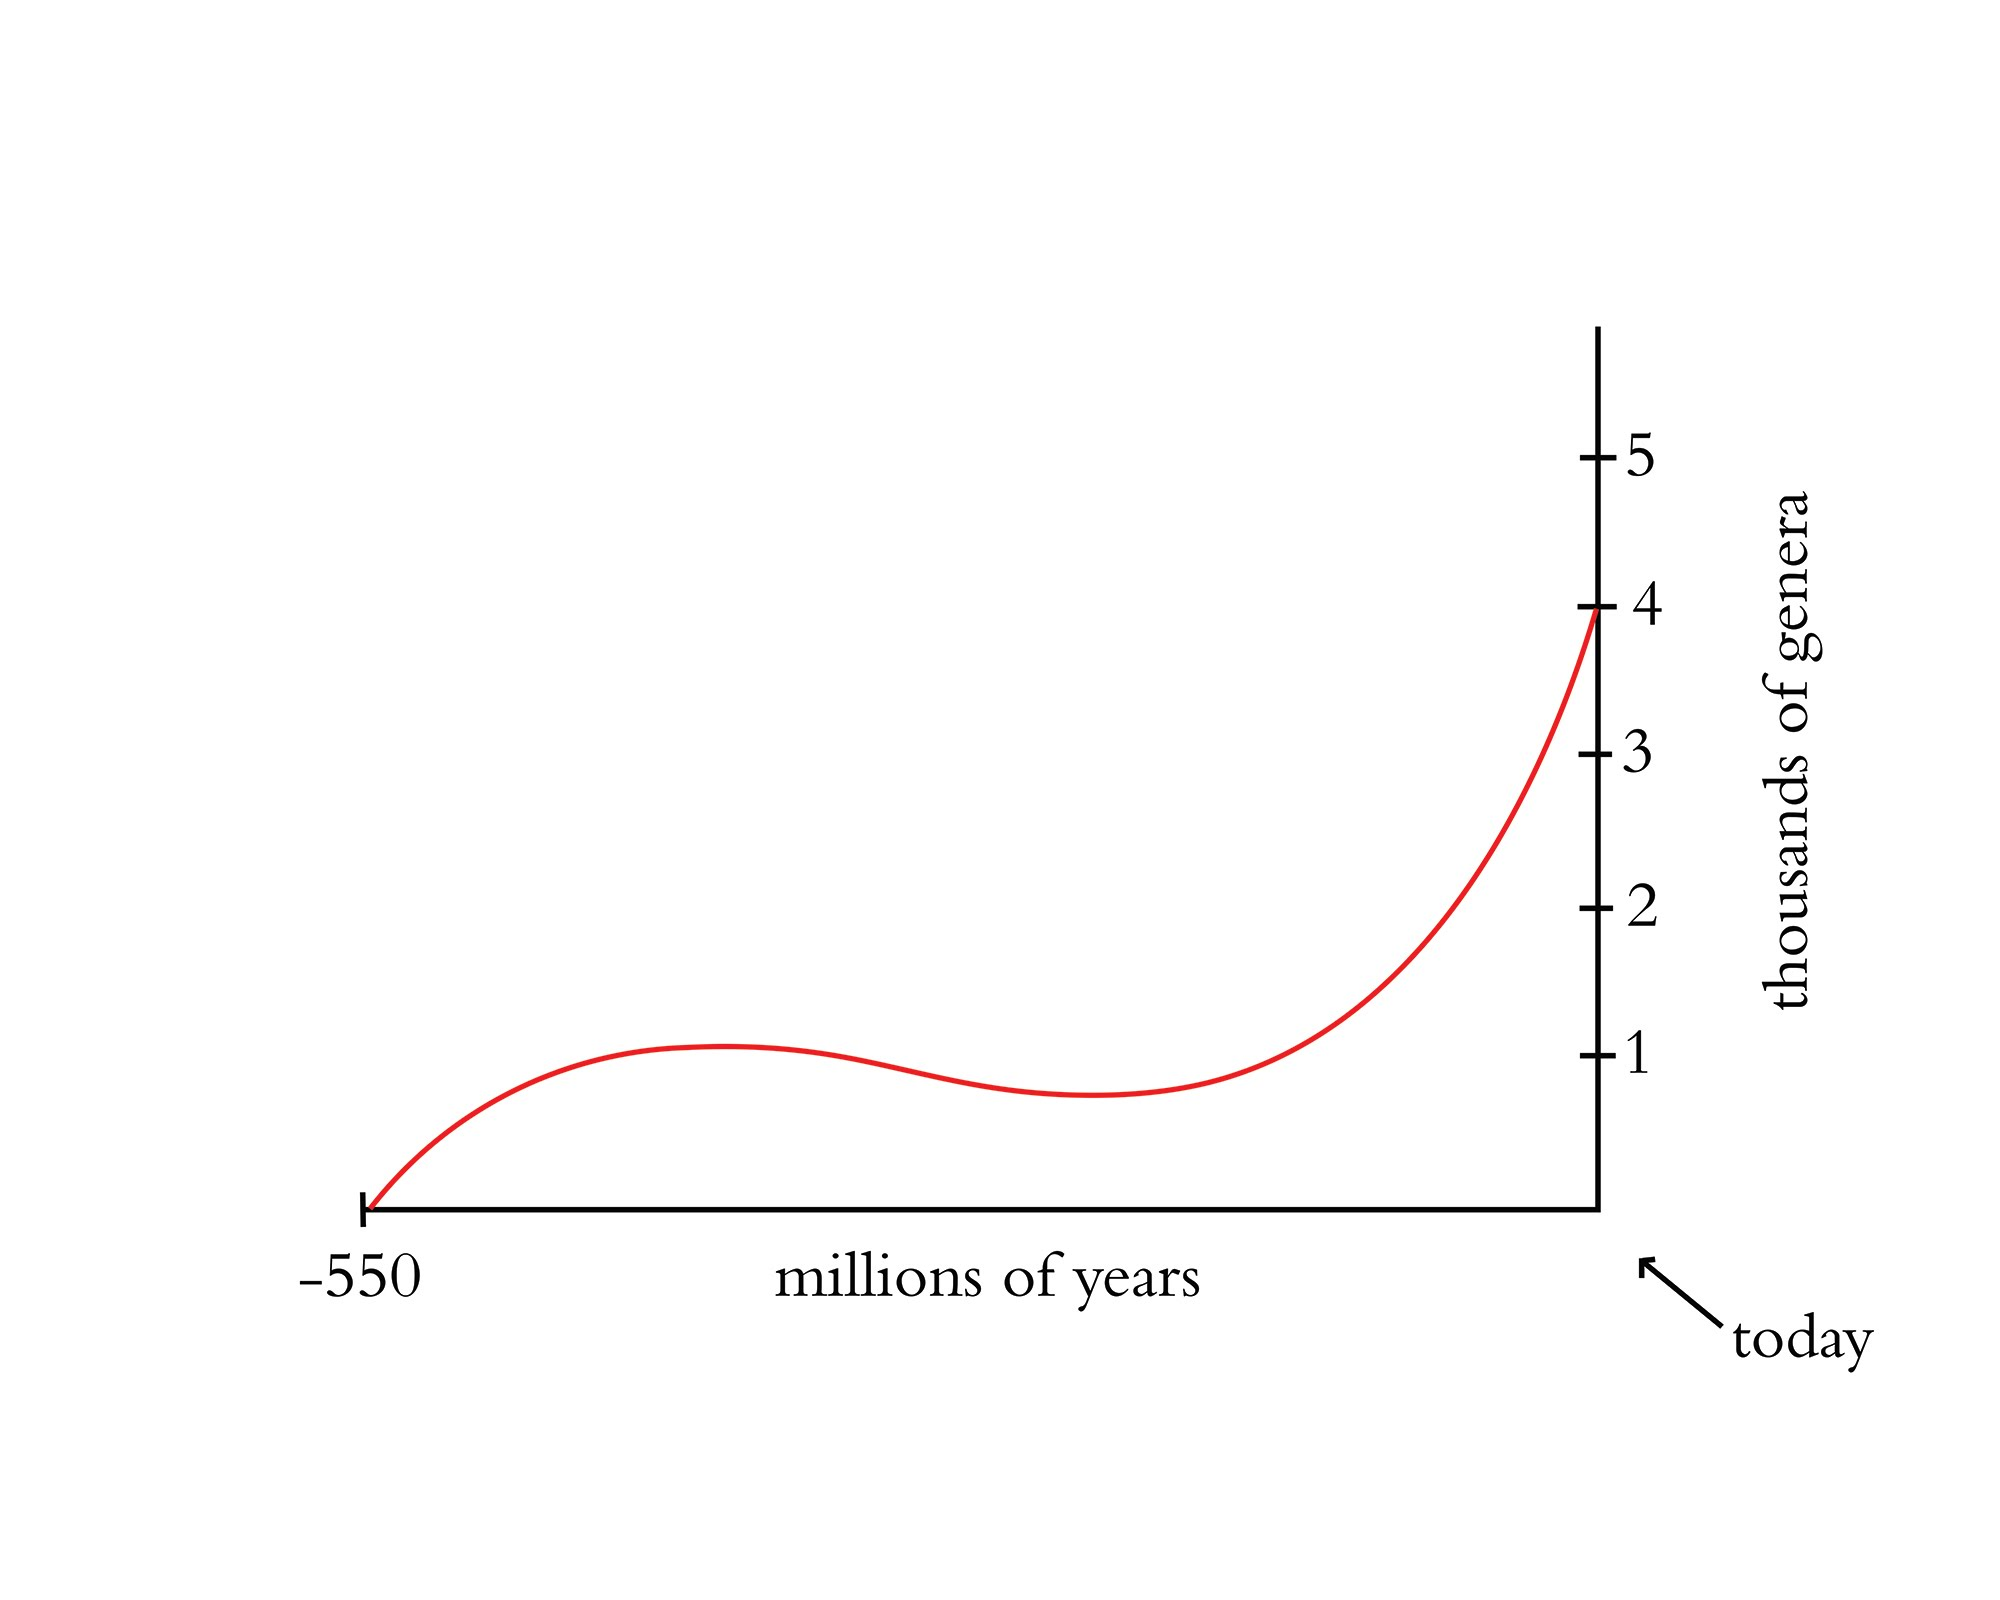 5
4
3
2
1
thousands of genera
-550
millions of years
today